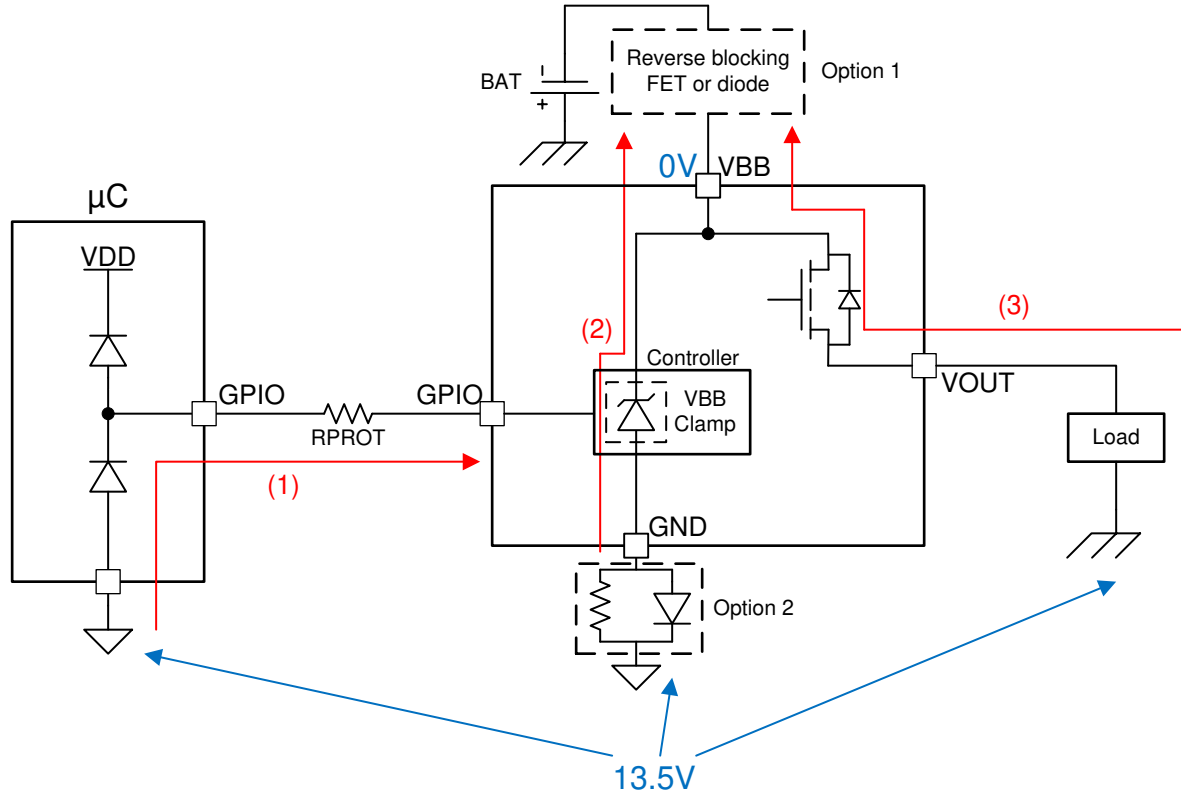 Reverse blocking
FET or diode
Option 1
BAT
-
+
0V
VBB
µC
VDD
(2)
(3)
Controller
VBB
Clamp
GPIO
RPROT
GPIO
VOUT
Load
(1)
GND
Option 2
13.5V